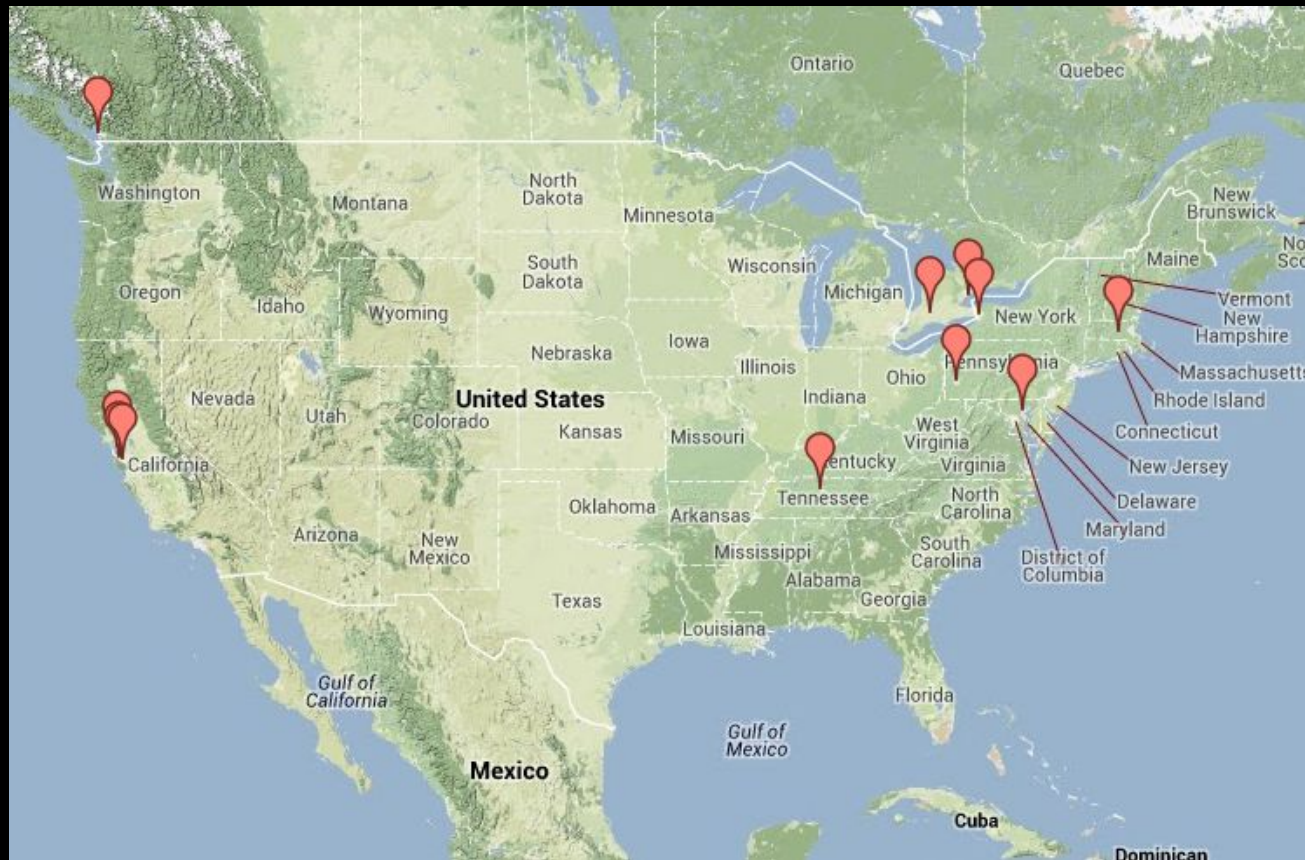 Ontario
Quebec
Washington
Montana
North
Dakota
Minnesota
New
Brunswick
Oregon
Idaho
Wyoming
South
Dakota
Wisconsin
Michigan
Maine
Vermont
New
Hampshire
New York
Massachusetts
Rhode Island
Connecticut
New Jersey
Delaware
Maryland
District of
Columbia
Nevada
Utah
Colorado
Nebraska
Iowa
Illinois
Indiana
Ohio
Pennsylvania
United States
Kansas
Missouri
West
Virginia
Virginia
Kentucky
California
Tennessee
North
Carolina
Oklahoma
Arkansas
Arizona
New
Mexico
Mississippi
Alabama
South
Carolina
Georgia
Texas
Louisiana
Florida
Gulf of
California
Gulf of
Mexico
Mexico
Cuba
Dominican